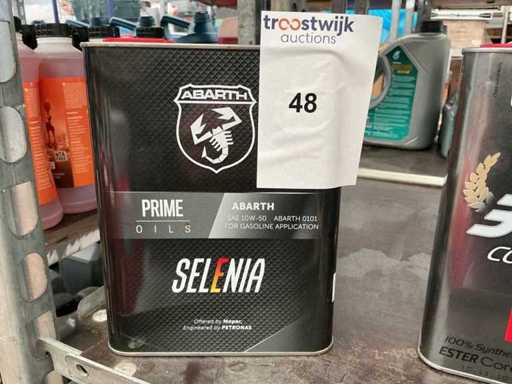 troostwijk
auctions
48
ABARTH
PRIME
OILS
ABARTH
SAE 10W-50 ABARTH 0101
FOR GASOLINE APPLICATION
SELENIA
Offered by Mopar,
Engineered by PETRONAS
100% Synthe
ESTER Core